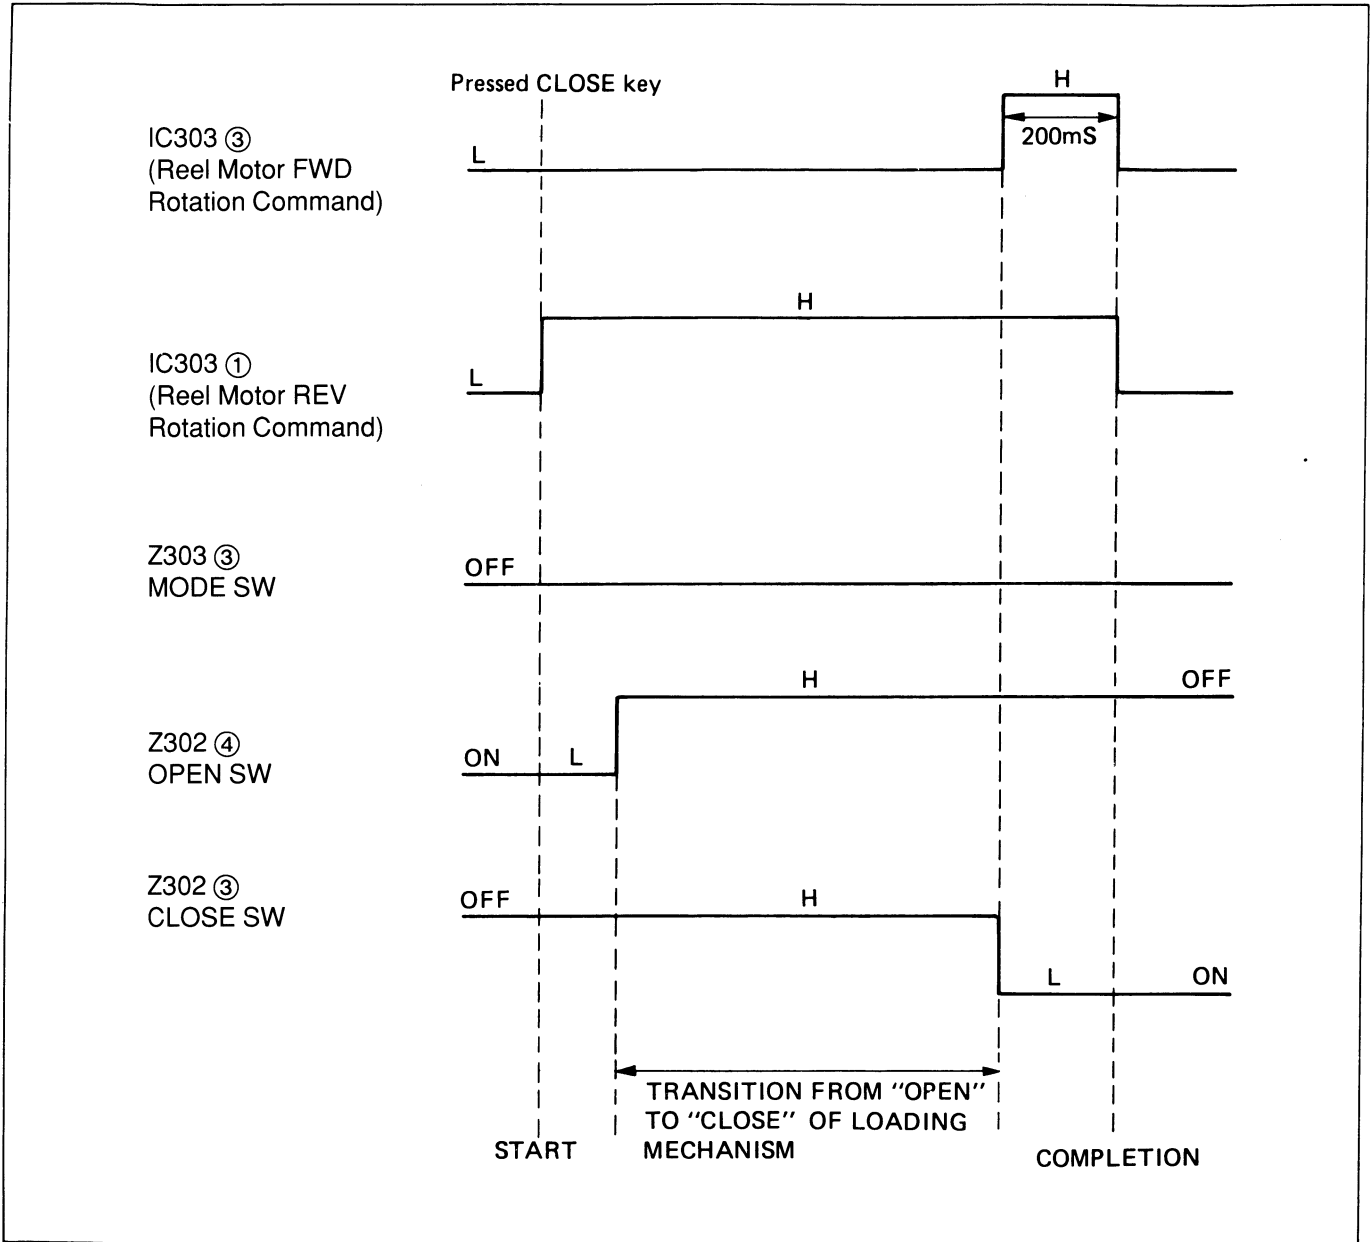 Pressed CLOSE key
H
200mS
IC303 ③
(Reel Motor FWD
Rotation Command)
L
H
IC303 ①
(Reel Motor REV
Rotation Command)
L
Z303 ③
MODE SW
OFF
H
OFF
Z302 ④
OPEN SW
ON
L
Z302 ③
CLOSE SW
OFF
H
L
ON
TRANSITION FROM "OPEN"
TO "CLOSE" OF LOADING
MECHANISM
START
COMPLETION